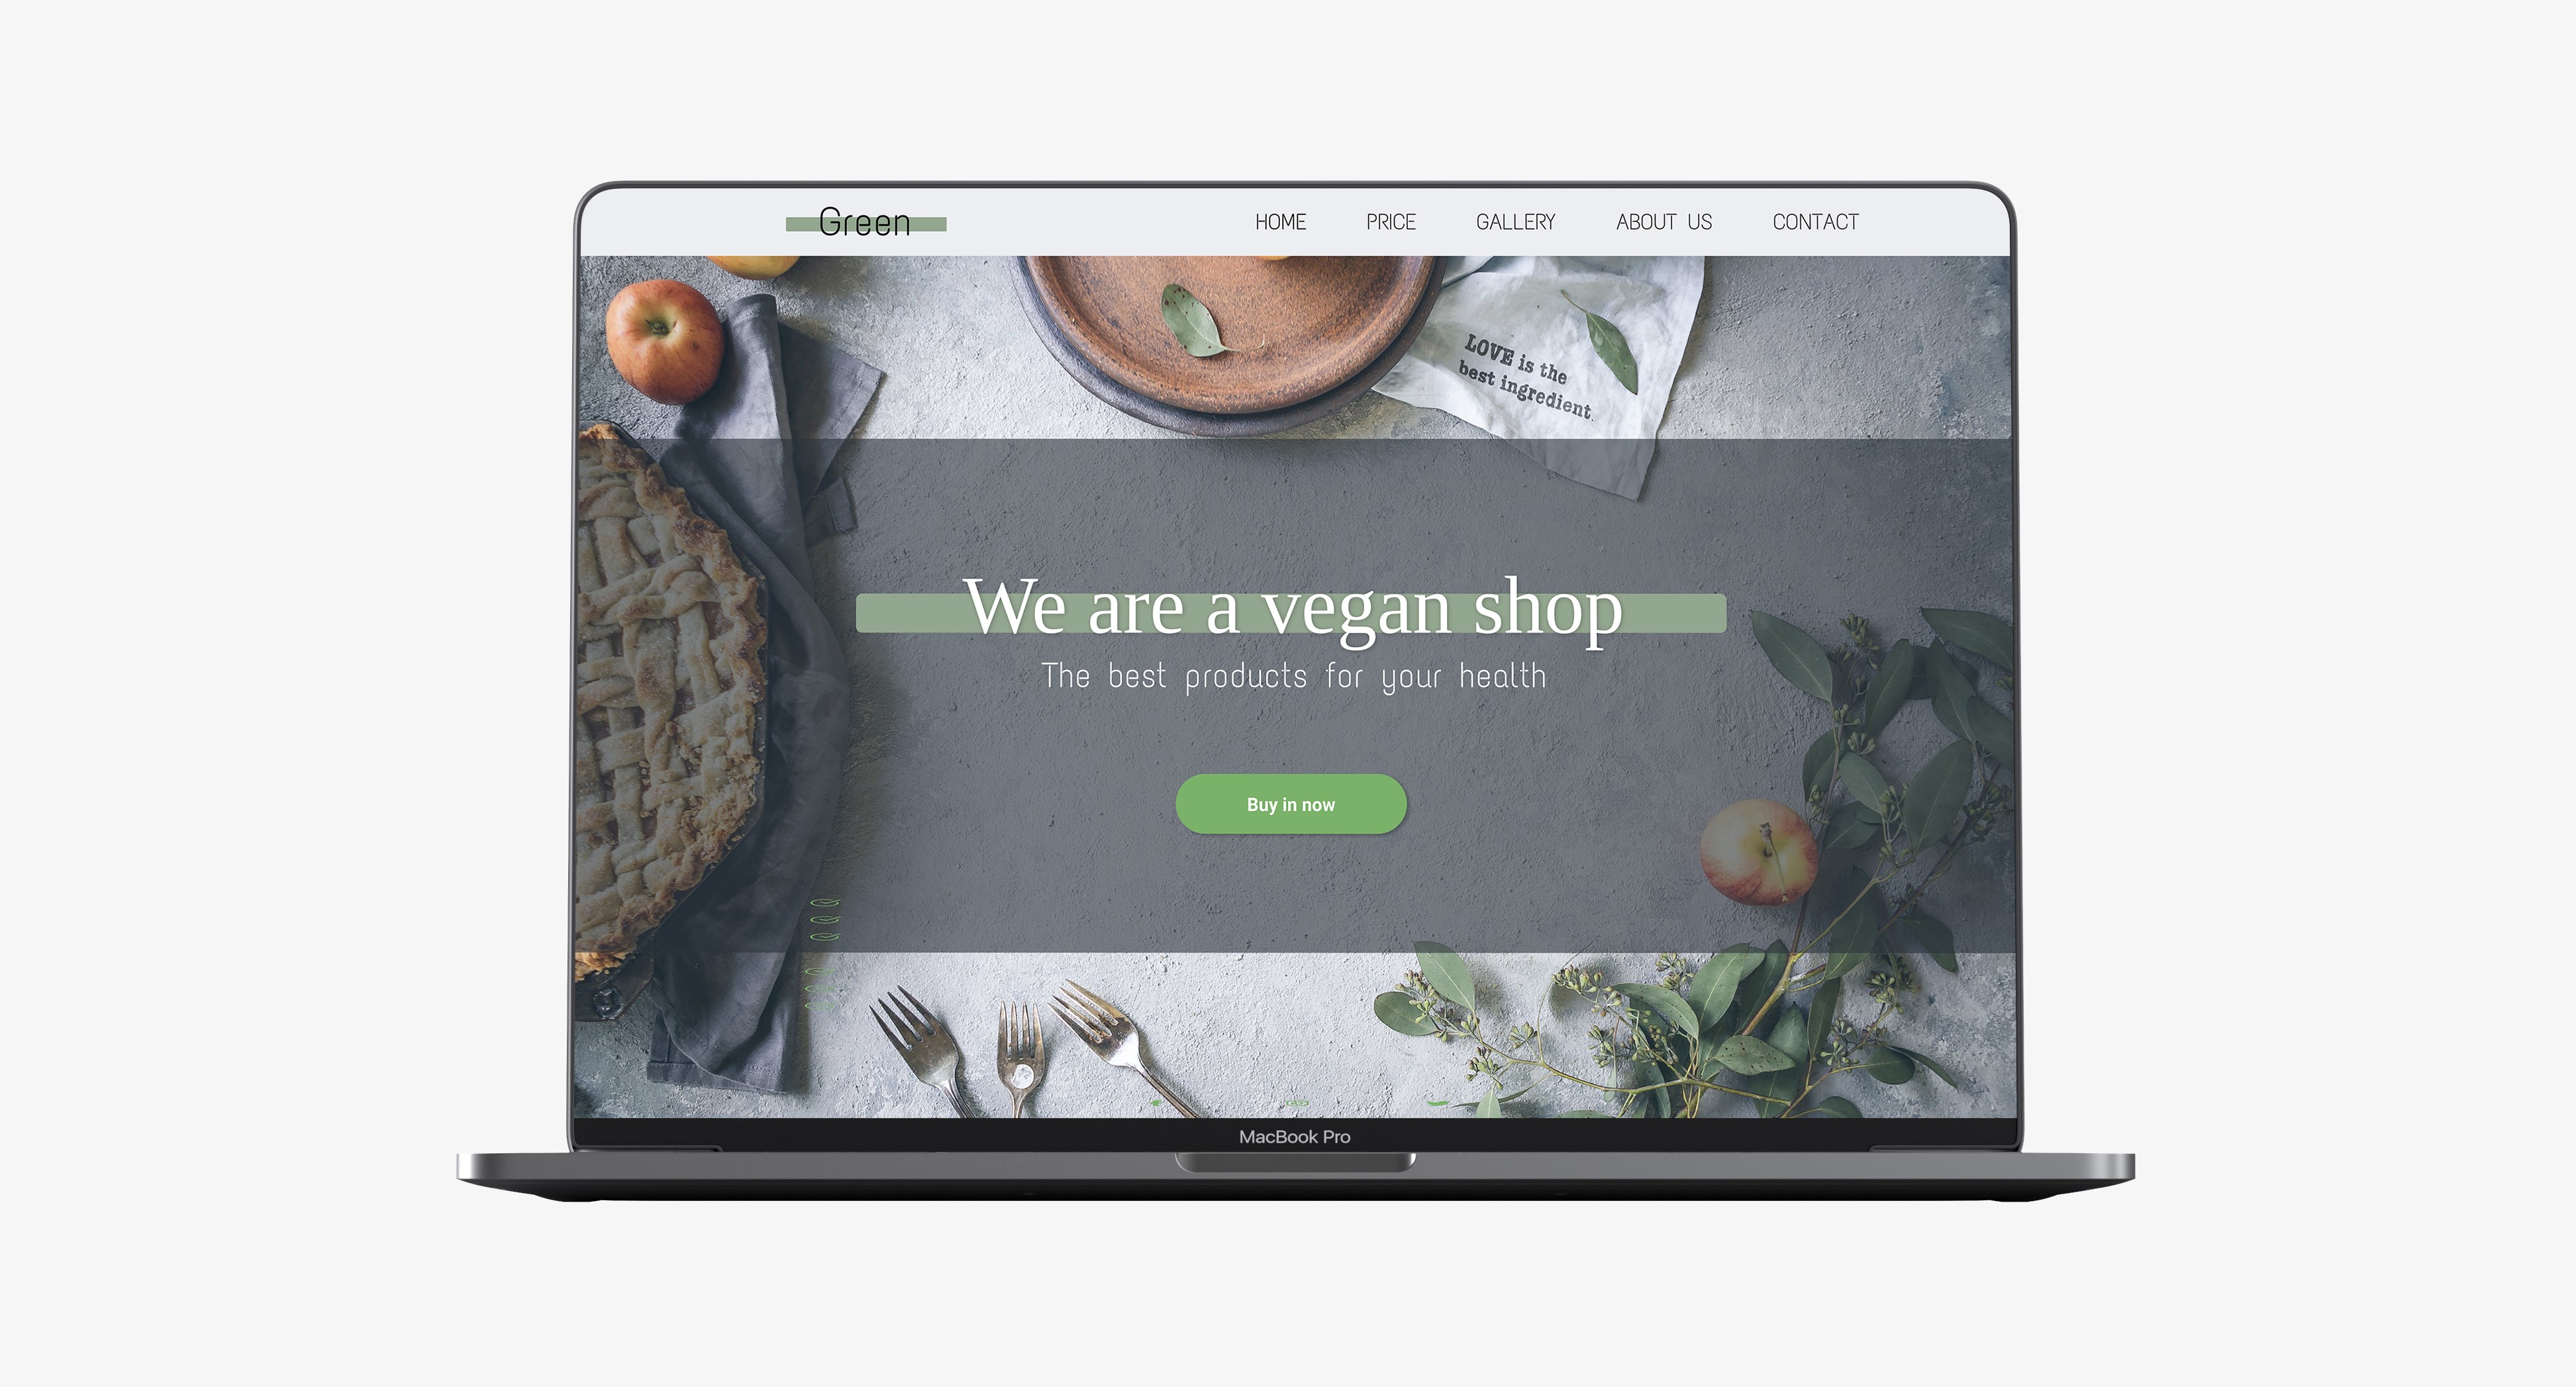 Green
HOME PRICE GALLERY ABOUT US CONTACT
LOVE is the
best ingredient
We are a vegan shop
The best products for your health
Buy in now
MacBook Pro